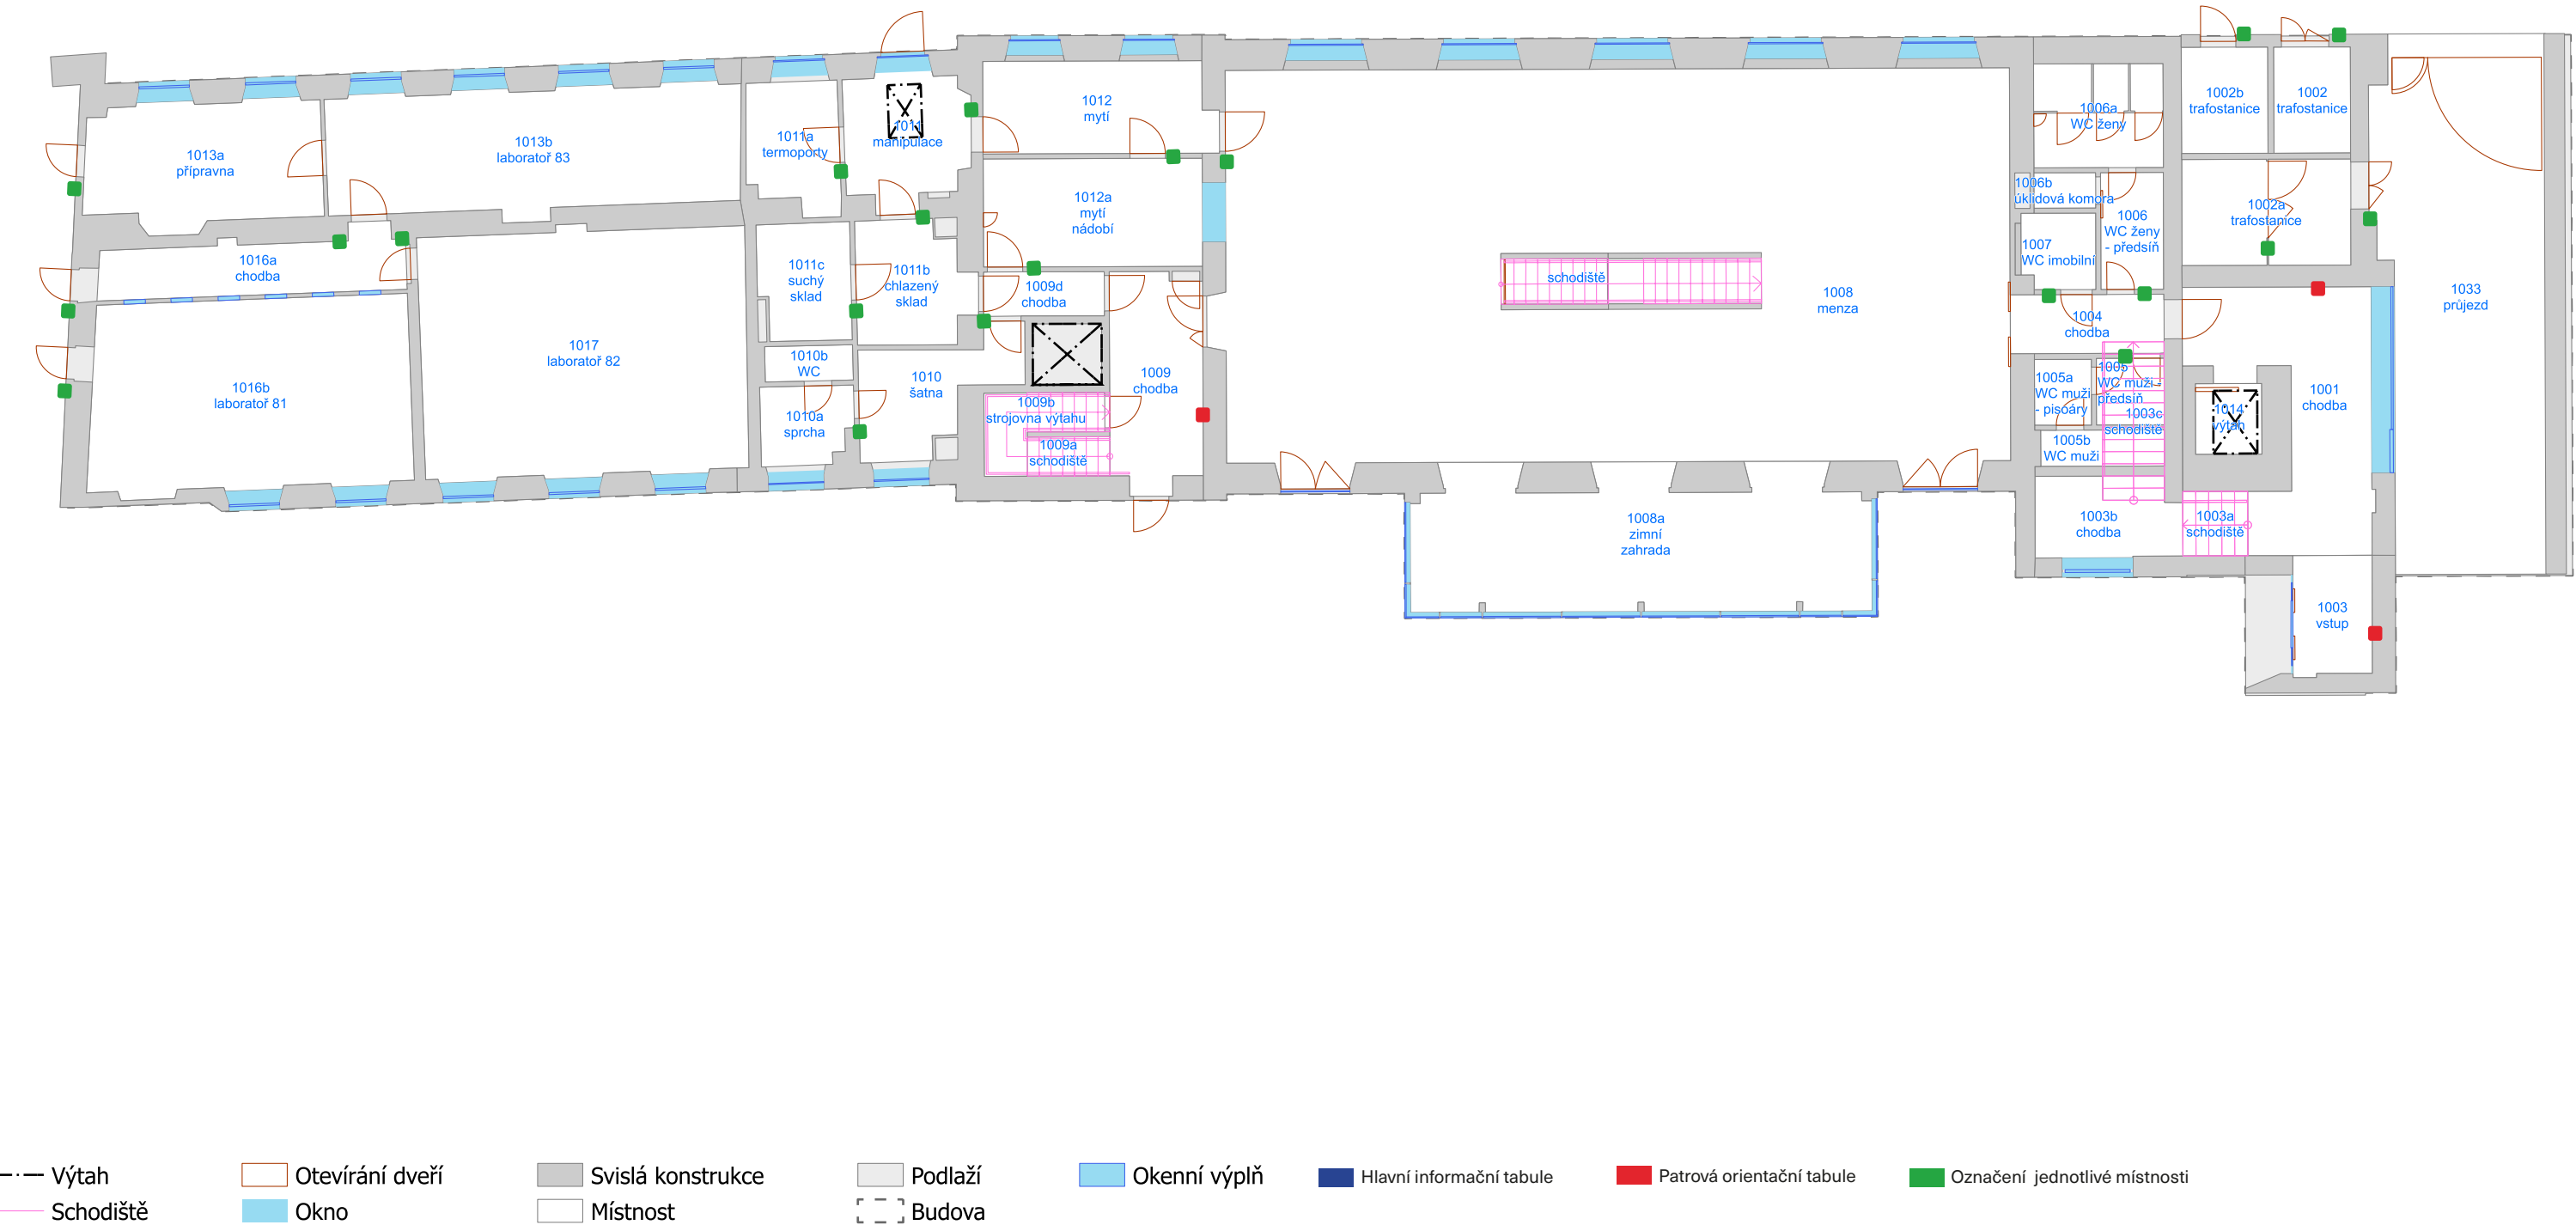 1013a
přípravna
1013b
laboratoř 83
1011a
termoporty
1011
manipulace
1012
mytí
1012a
mytí
nádobí
1016a
chodba
1016b
laboratoř 81
1017
laboratoř 82
1011c
suchý
sklad
1011b
chlazený
sklad
1010b
WC
1010a
sprcha
1010
šatna
1009d
chodba
1009
chodba
1009b
strojovna výtahu
1009a
schodiště
schodiště
1008
menza
1008a
zimní
zahrada
1006a
WC ženy
1006b
úklidová komora
1006
WC ženy
- předsíň
1007
WC imobilní
1004
chodba
1005a
WC muži
- pisoáry
1005
WC muži -
předsíň
1003c
schodiště
1005b
WC muži
1003b
chodba
1003a
schodiště
1002b
trafostanice
1002
trafostanice
1002a
trafostanice
1014
výtah
1001
chodba
1033
průjezd
1003
vstup
Výtah
Otevírání dveří
Svislá konstrukce
Podlaží
Okenní výplň
Hlavní informační tabule
Patrová orientační tabule
Označení jednotlivé místnosti
Schodiště
Okno
Místnost
Budova